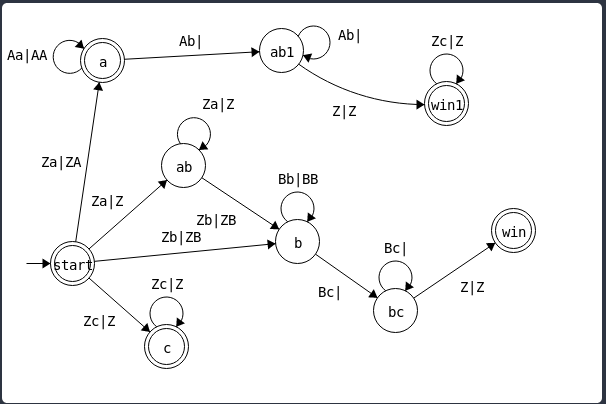 Aa|AA
a
Ab|
ab1
Ab|
Zc|Z
win1
Z|Z
Za|ZA
Za|Z
ab
Za|Z
Zb|ZB
Zb|ZB
Bb|BB
b
win
start
Bc|
Bc|
bc
Z|Z
Zc|Z
Zc|Z
c